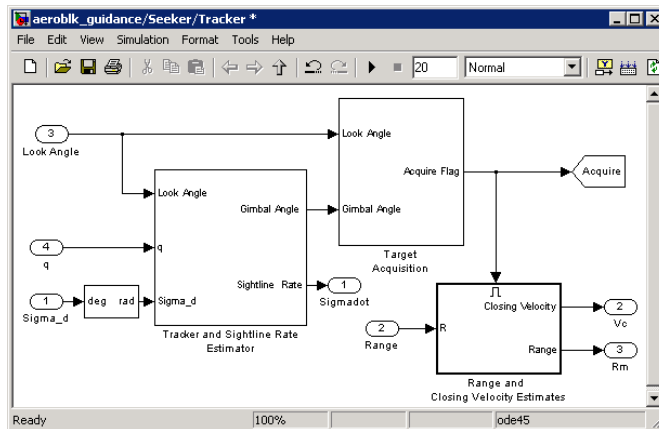 aeroblk_guidance/Seeker/Tracker *
File Edit View Simulation Format Tools Help
20 Normal
3
Look Angle
Look Angle
Acquire Flag
Gimbal Angle
Target
Acquisition
Acquire
Look Angle
Gimbal Angle
q
Sightline Rate
Sigma_d
Tracker and Sightline Rate
Estimator
4
q
1
Sigma_d
deg rad
1
Sigmadot
2
Range
Closing Velocity
R
Range
Range and
Closing Velocity Estimates
2
Vc
3
Rm
Ready 100% ode45